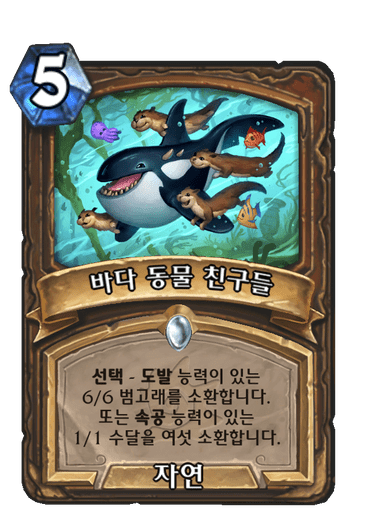 5
바다 동물 친구들
선택 - 도발 능력이 있는
6/6 범고래를 소환합니다.
또는 속공 능력이 있는
1/1 수달을 여섯 소환합니다.
자연